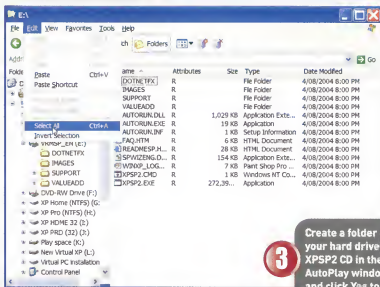 E:\
File Edit View Favorites Tools Help
ch Folders
Go
Paste Ctrl+V
Paste Shortcut
Select All Ctrl+A
Invert Selection
ame Attributes Size Type Date Modified
DOTNETFX R File Folder 4/08/2004 8:00 PM
IMAGES R File Folder 4/08/2004 8:00 PM
SUPPORT R File Folder 4/08/2004 8:00 PM
VALUEADD R File Folder 4/08/2004 8:00 PM
AUTORUN.DLL R 1,029 KB Application Exte... 4/08/2004 8:00 PM
AUTORUN.EXE R 19 KB Application 4/08/2004 8:00 PM
AUTORUN.INF R 1 KB Setup Information 4/08/2004 8:00 PM
FAQ.HTM R 6 KB HTML Document 4/08/2004 8:00 PM
README5P.H... R 28 KB HTML Document 4/08/2004 8:00 PM
SPWIZENG.D... R 154 KB Application Exte... 4/08/2004 8:00 PM
WINXP_LOG... R 7 KB Paint Shop Pro ... 4/08/2004 8:00 PM
XPSP2.CMD R 1 KB Windows NT Co... 4/08/2004 8:00 PM
XPSP2.EXE R 272,39... Application 4/08/2004 8:00 PM
DOTNETFX
IMAGES
SUPPORT
VALUEADD
DVD-RW Drive (F:)
XP Home (NTFS) (G:
XP Pro (NTFS) (H:)
XP HOME 32 (I:)
XP PRD (32) (J:)
Play space (K:)
New Virtual XP (L:)
Virtual PC Installation
Control Panel
3
Create a folder
your hard drive
XPSP2 CD in the
AutoPlay window
and click Yes to